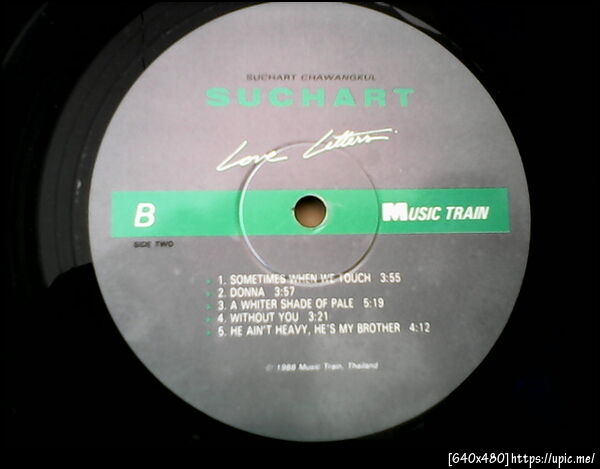 SUCHART CHAWANGKUL
SUCHART
Love Letters
B
MUSIC TRAIN
SIDE TWO
1. SOMETIMES WHEN WE TOUCH 3:55
2. DONNA 3:57
3. A WHITER SHADE OF PALE 5:19
4. WITHOUT YOU 3:21
5. HE AIN'T HEAVY, HE'S MY BROTHER 4:12
℗ 1988 Music Train, Thailand
[640x480]https://upic.me/